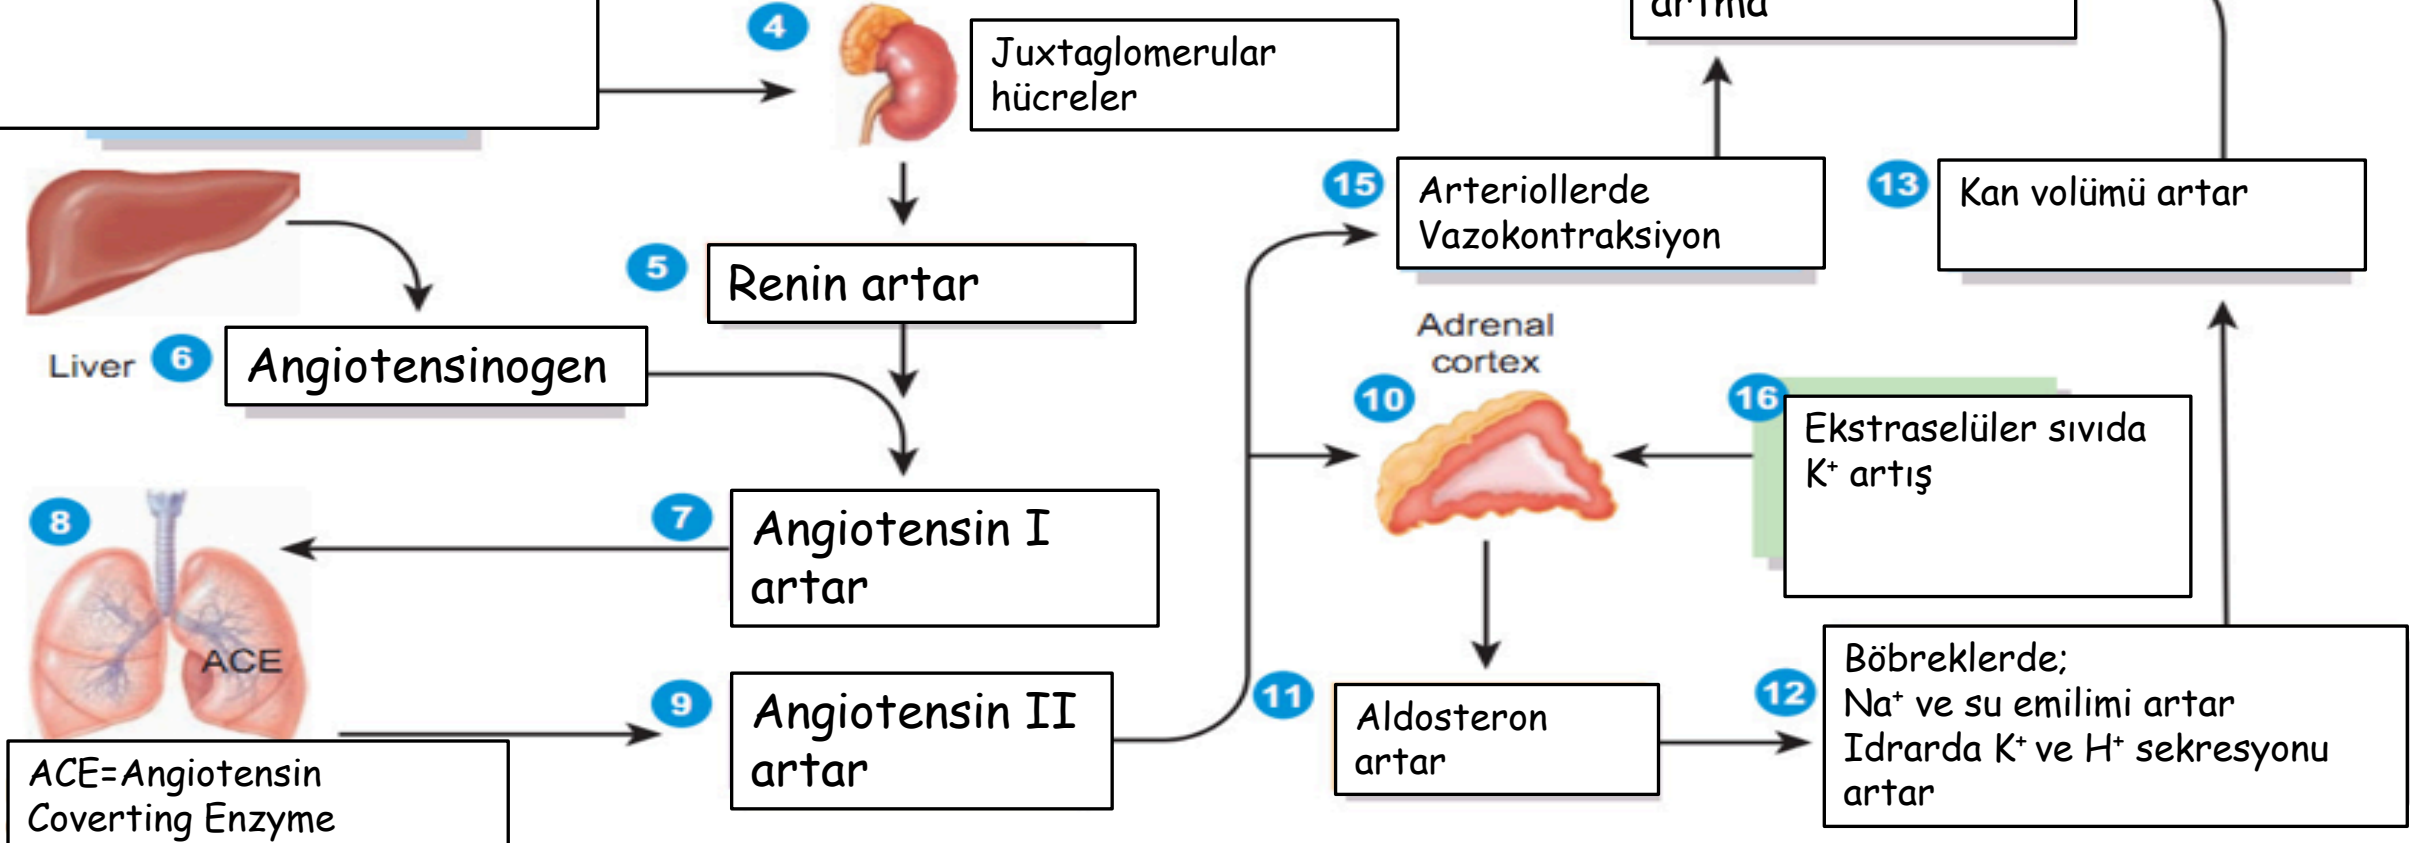 artma
4
Juxtaglomerular
hücreler
15
Arteriollerde
Vazokontraksiyon
13
Kan volümü artar
5
Renin artar
Liver
6
Angiotensinogen
Adrenal
cortex
10
16
Ekstraselüler sıvıda
K⁺ artış
8
ACE
7
Angiotensin I
artar
9
Angiotensin II
artar
11
Aldosteron
artar
12
Böbreklerde;
Na⁺ ve su emilimi artar
Idrarda K⁺ ve H⁺ sekresyonu
artar
ACE=Angiotensin
Coverting Enzyme